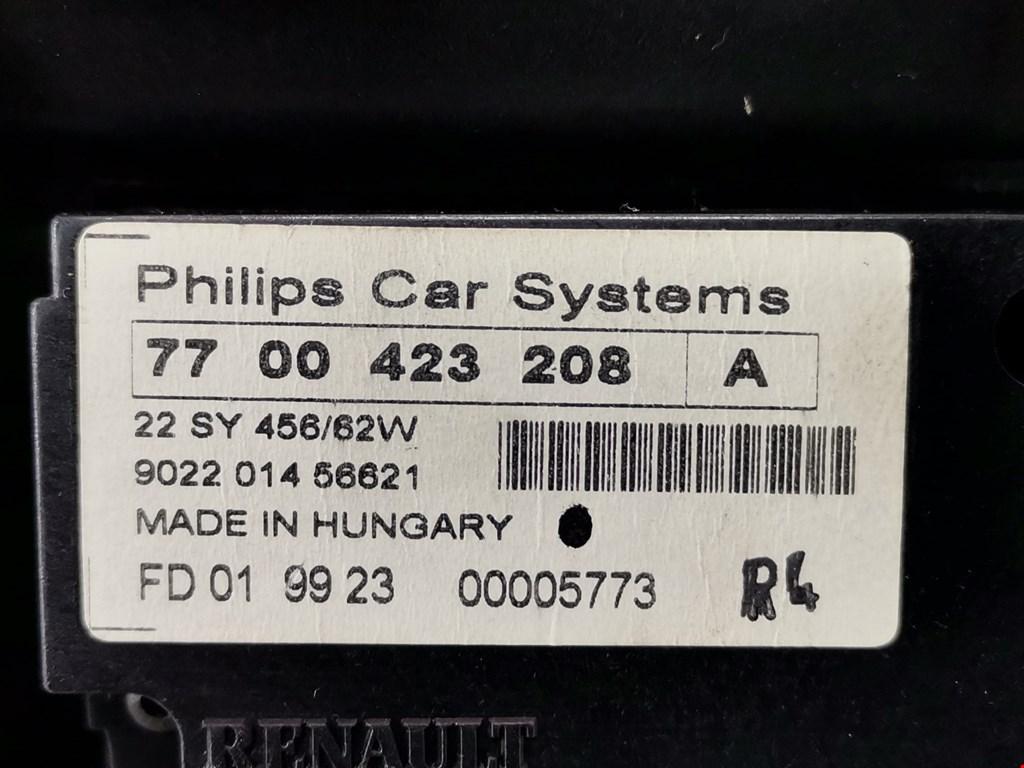 Philips Car Systems
77 00 423 208 A
22 SY 456/62W
9022 014 56621
MADE IN HUNGARY
FD 01 99 23 00005773 R4
RENAULT